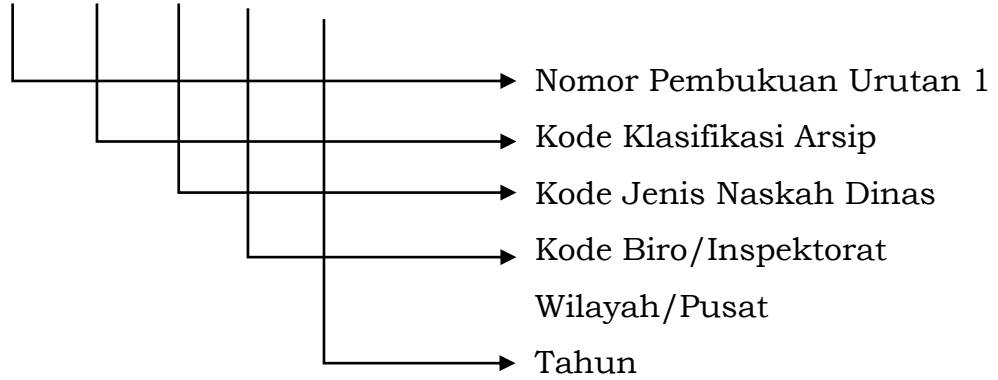 Nomor Pembukuan Urutan 1
Kode Klasifikasi Arsip
Kode Jenis Naskah Dinas
Kode Biro/Inspektorat
Wilayah/Pusat
Tahun